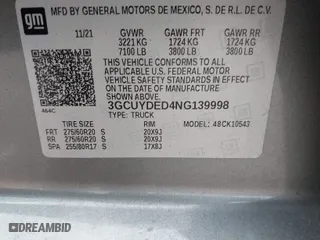 MFD BY GENERAL MOTORS DE MEXICO, S. DE R.L. DE C.V.
gm
11/21 GVWR GAWR FRT GAWR RR
3221 KG 1724 KG 1724 KG
7100 LB 3800 LB 3800 LB
THIS VEHICLE CONFORMS TO ALL
APPLICABLE U.S. FEDERAL MOTOR
VEHICLE SAFETY STANDARDS IN EFFECT
ON THE DATE OF MANUFACTURE
SHOWN ABOVE.
3GCUYDED4NG139998
TYPE: TRUCK
4A4C
MODEL: 48CK10543
TIRE SIZE RIM
FRT 275/60R20 S 20X9J
RR 275/60R20 S 20X9J
SPA 255/80R17 S 17X8J
DEALERSHIP.COM